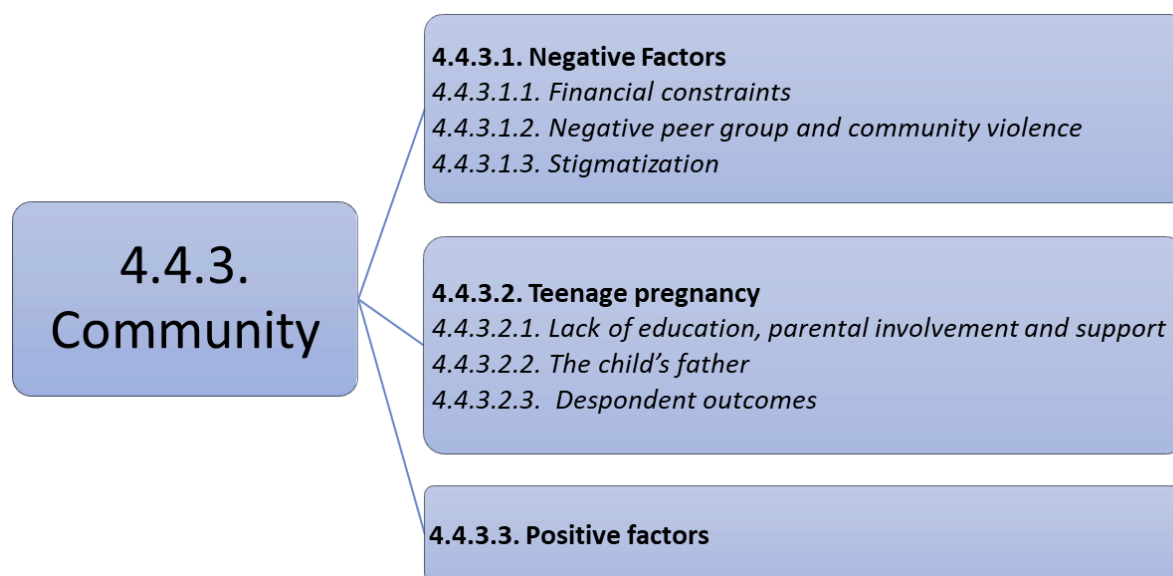 4.4.3.
Community
4.4.3.1. Negative Factors
4.4.3.1.1. Financial constraints
4.4.3.1.2. Negative peer group and community violence
4.4.3.1.3. Stigmatization
4.4.3.2. Teenage pregnancy
4.4.3.2.1. Lack of education, parental involvement and support
4.4.3.2.2. The child’s father
4.4.3.2.3.  Despondent outcomes
4.4.3.3. Positive factors